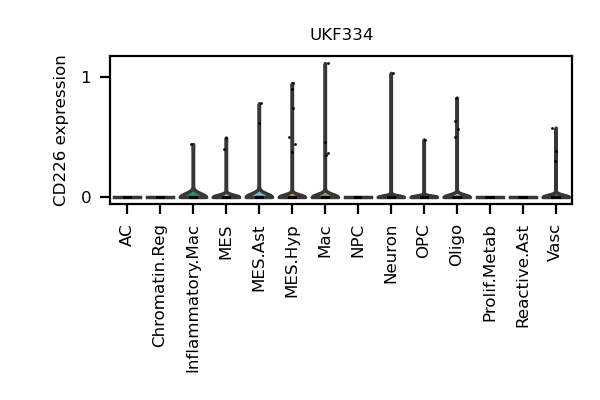 UKF334
CD226 expression
1
0
AC
Chromatin.Reg
Inflammatory.Mac
MES
MES.Ast
MES.Hyp
Mac
NPC
Neuron
OPC
Oligo
Prolif.Metab
Reactive.Ast
Vasc